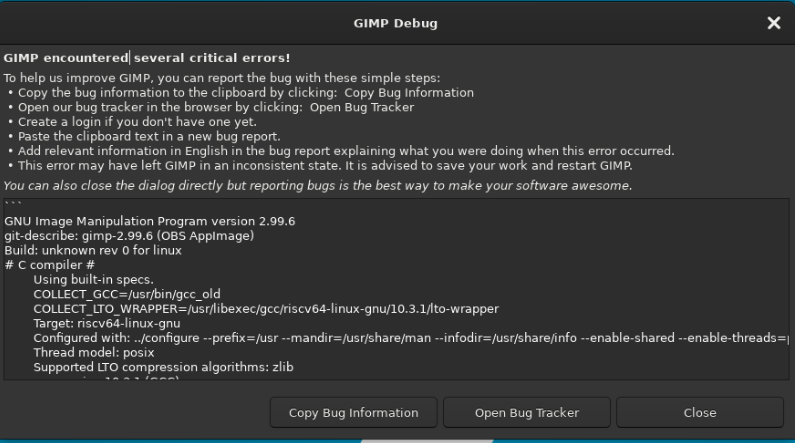 GIMP Debug
GIMP encountered several critical errors!
To help us improve GIMP, you can report the bug with these simple steps:
• Copy the bug information to the clipboard by clicking:  Copy Bug Information
• Open our bug tracker in the browser by clicking:  Open Bug Tracker
• Create a login if you don't have one yet.
• Paste the clipboard text in a new bug report.
• Add relevant information in English in the bug report explaining what you were doing when this error occurred.
• This error may have left GIMP in an inconsistent state. It is advised to save your work and restart GIMP.
You can also close the dialog directly but reporting bugs is the best way to make your software awesome.
```
GNU Image Manipulation Program version 2.99.6
git-describe: gimp-2.99.6 (OBS AppImage)
Build: unknown rev 0 for linux
# C compiler #
Using built-in specs.
COLLECT_GCC=/usr/bin/gcc_old
COLLECT_LTO_WRAPPER=/usr/libexec/gcc/riscv64-linux-gnu/10.3.1/lto-wrapper
Target: riscv64-linux-gnu
Configured with: ../configure --prefix=/usr --mandir=/usr/share/man --infodir=/usr/share/info --enable-shared --enable-threads=
Thread model: posix
Supported LTO compression algorithms: zlib
Copy Bug Information
Open Bug Tracker
Close